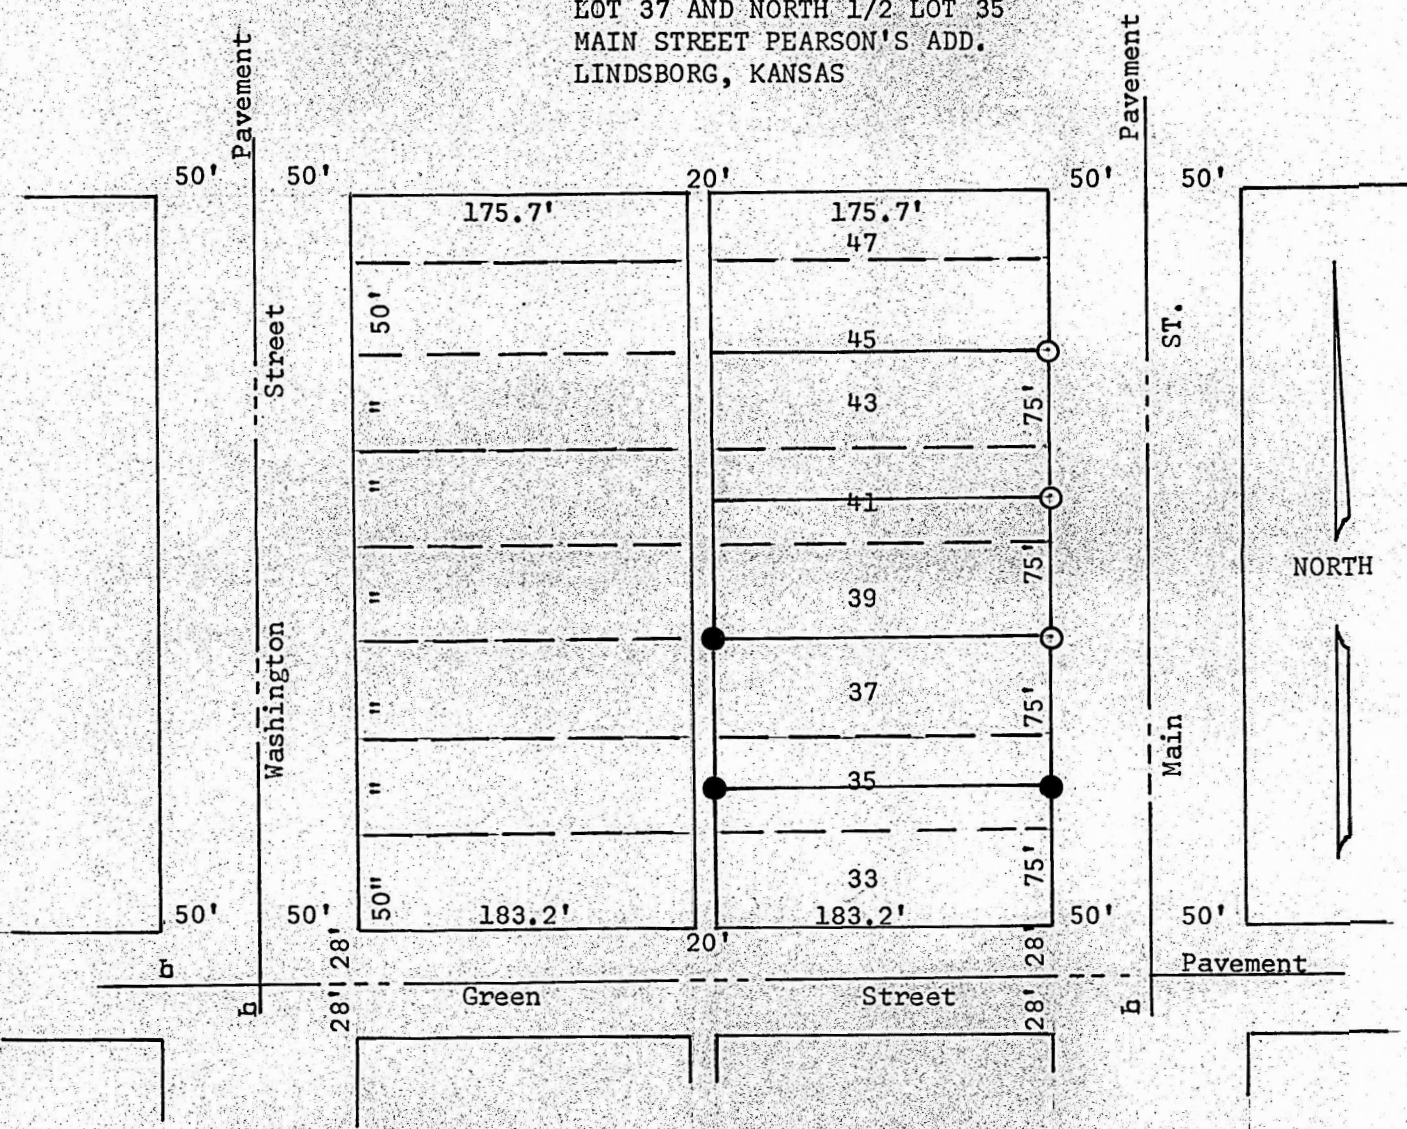 LOT 37 AND NORTH 1/2 LOT 35
MAIN STREET PEARSON'S ADD.
LINDSBORG, KANSAS
Pavement
Pavement
50'
50'
20'
50'
50'
175.7'
175.7'
47
50'
Street
45
ST.
"
43
75'
"
41
75'
NORTH
"
39
Washington
37
"
75'
Main
"
35
50"
33
75'
50'
50'
183.2'
183.2'
50'
50'
20'
28'
28'
b
Pavement
b
28'
Green
Street
28'
b